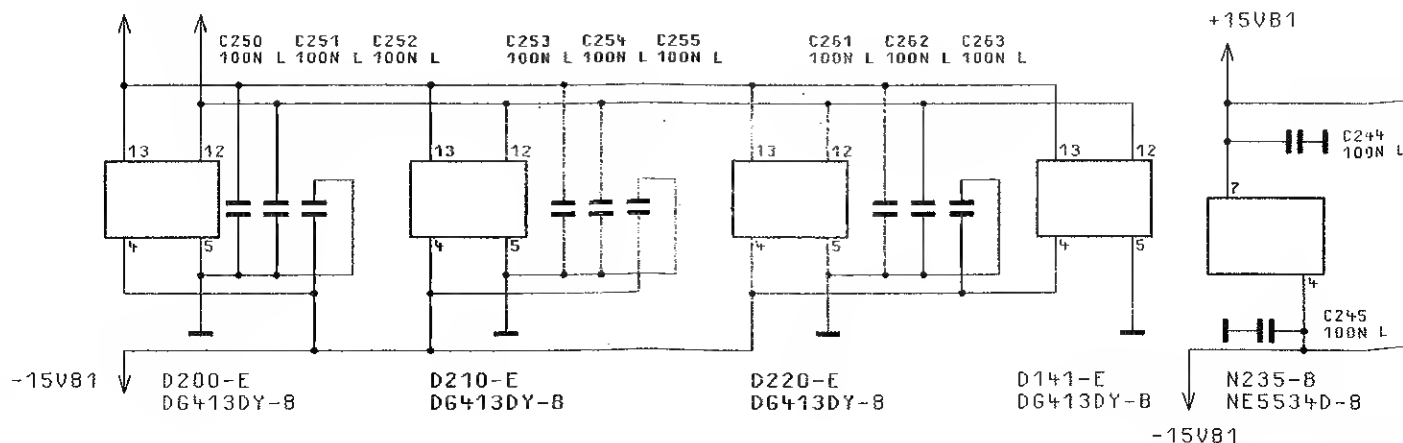 +15VB1
C250 C251 C252 C253 C254 C255 C261 C262 C263
100N L 100N L 100N L 100N L 100N L 100N L 100N L 100N L 100N L
C244
100N L
13 12 13 12 13 12 13 12
7
4 5 4 5 4 5 4 5
4
C245
100N L
-15VB1
D200-E D210-E D220-E D141-E N235-B
DG413DY-B DG413DY-B DG413DY-B DG413DY-B NE5534D-B
-15VB1